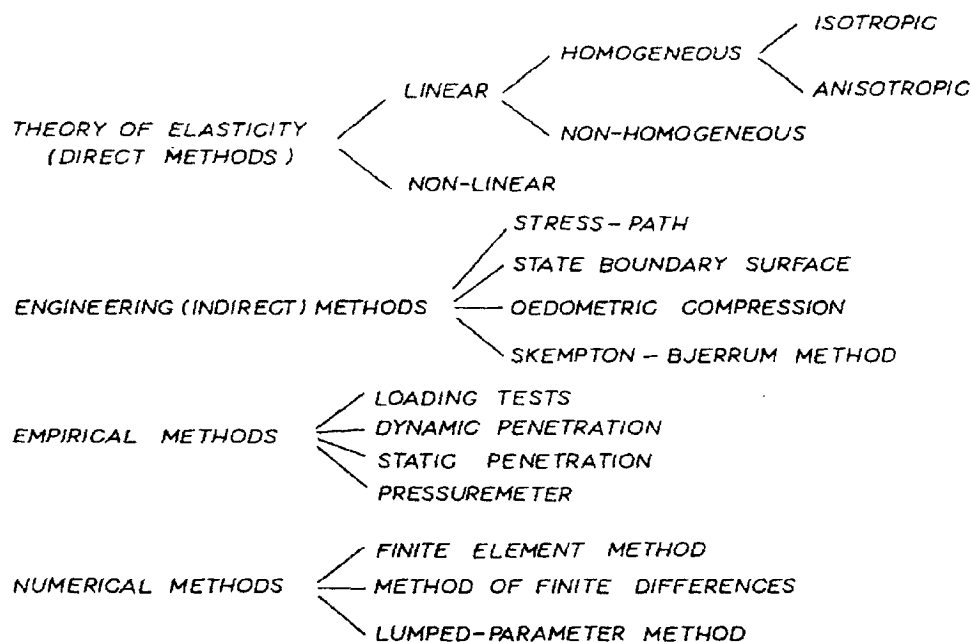 ISOTROPIC
HOMOGENEOUS
LINEAR
ANISOTROPIC
THEORY OF ELASTICITY
(DIRECT METHODS)
NON-HOMOGENEOUS
NON-LINEAR
STRESS-PATH
STATE BOUNDARY SURFACE
ENGINEERING (INDIRECT) METHODS
OEDOMETRIC COMPRESSION
SKEMPTON-BJERRUM METHOD
LOADING TESTS
EMPIRICAL METHODS
DYNAMIC PENETRATION
STATIC PENETRATION
PRESSUREMETER
FINITE ELEMENT METHOD
NUMERICAL METHODS
METHOD OF FINITE DIFFERENCES
LUMPED-PARAMETER METHOD